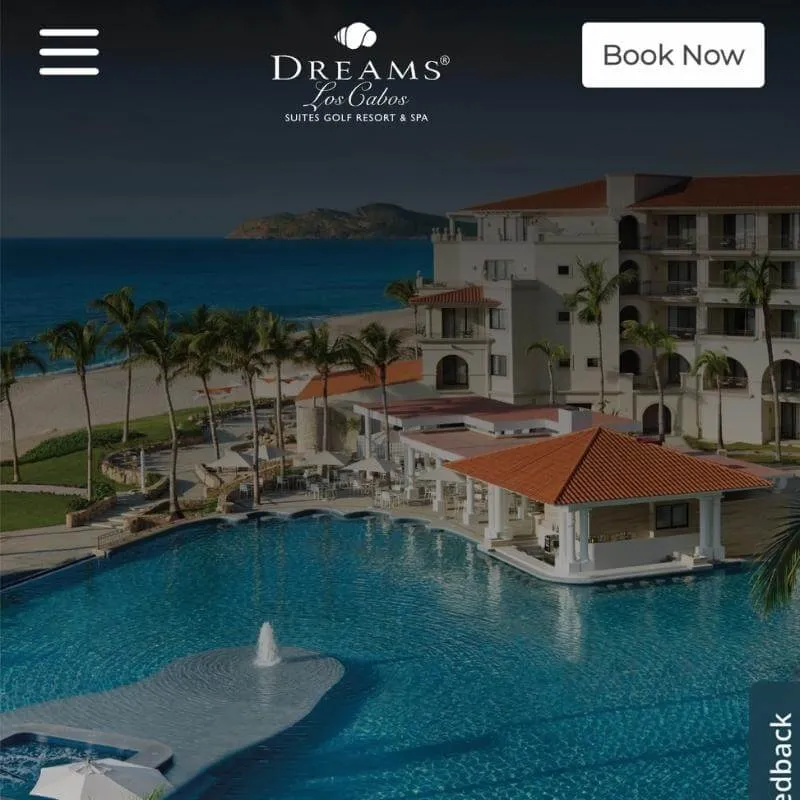 DREAMS®
Los Cabos
SUITES GOLF RESORT & SPA
Book Now
edback